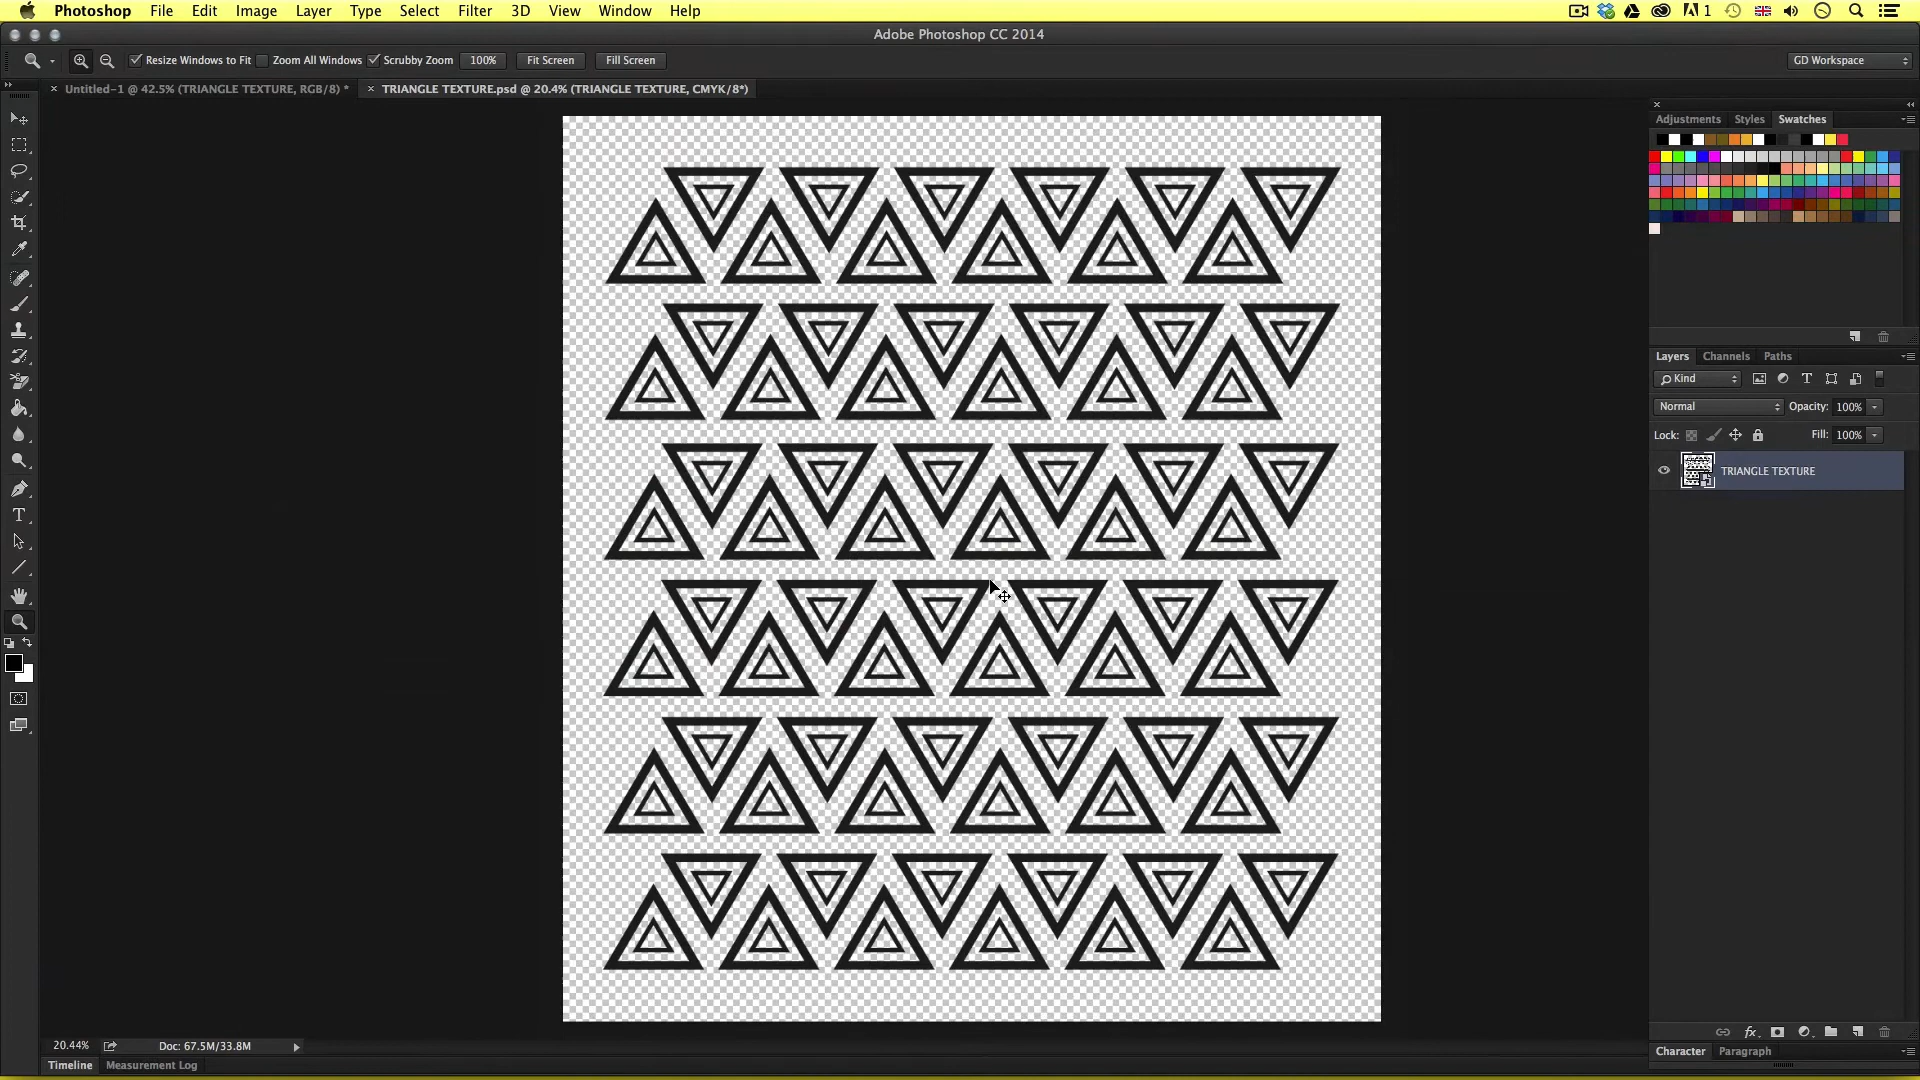 Photoshop File Edit Image Layer Type Select Filter 3D View Window Help 1
Adobe Photoshop CC 2014
Resize Windows to Fit Zoom All Windows Scrubby Zoom 100% Fit Screen Fill Screen GD Workspace
Untitled-1 @ 42.5% (TRIANGLE TEXTURE, RGB/8) * TRIANGLE TEXTURE.psd @ 20.4% (TRIANGLE TEXTURE, CMYK/8*)
Adjustments Styles Swatches
Layers Channels Paths
Kind
Normal Opacity: 100%
Lock: Fill: 100%
TRIANGLE TEXTURE
20.44% Doc: 67.5M/33.8M
Character Paragraph
Timeline Measurement Log